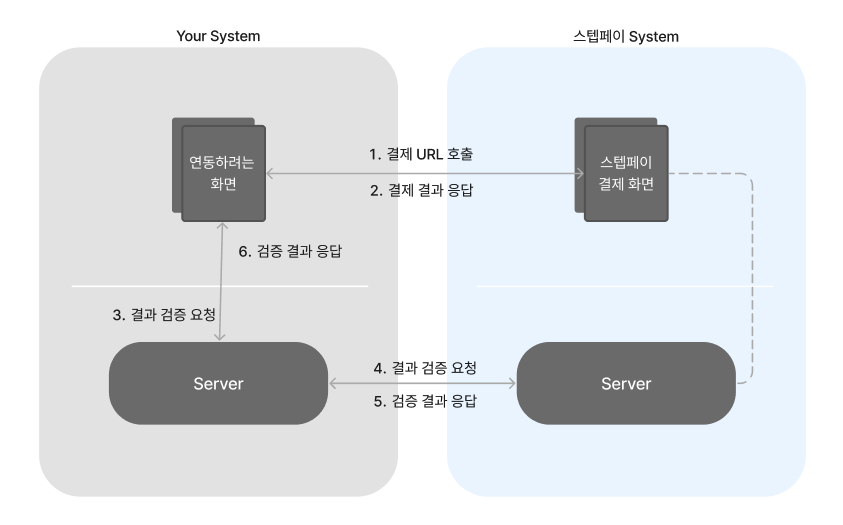 Your System
스텝페이 System
연동하려는
화면
1. 결제 URL 호출
2. 결제 결과 응답
스텝페이
결제 화면
6. 검증 결과 응답
3. 결과 검증 요청
Server
4. 결과 검증 요청
5. 검증 결과 응답
Server